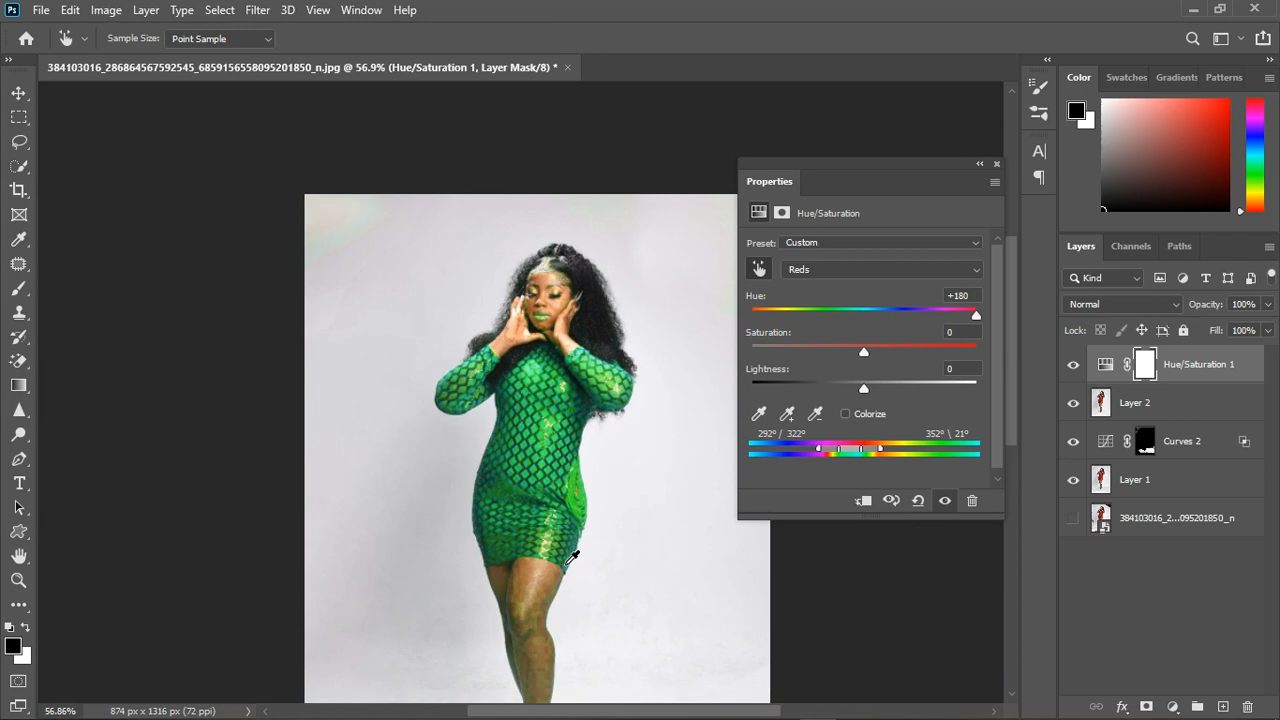 Ps File Edit Image Layer Type Select Filter 3D View Window Help
Sample Size: Point Sample
384103016_286864567592545_6859156558095201850_n.jpg @ 56.9% (Hue/Saturation 1, Layer Mask/8) *
Color Swatches Gradients Patterns
Properties
Hue/Saturation
Preset: Custom
Reds
Hue: +180
Saturation: 0
Lightness: 0
Colorize
292° / 322° 352° \ 21°
Layers Channels Paths
Kind
Normal Opacity: 100%
Lock: Fill: 100%
Hue/Saturation 1
Layer 2
Curves 2
Layer 1
384103016_2...095201850_n
56.86% 874 px x 1316 px (72 ppi)